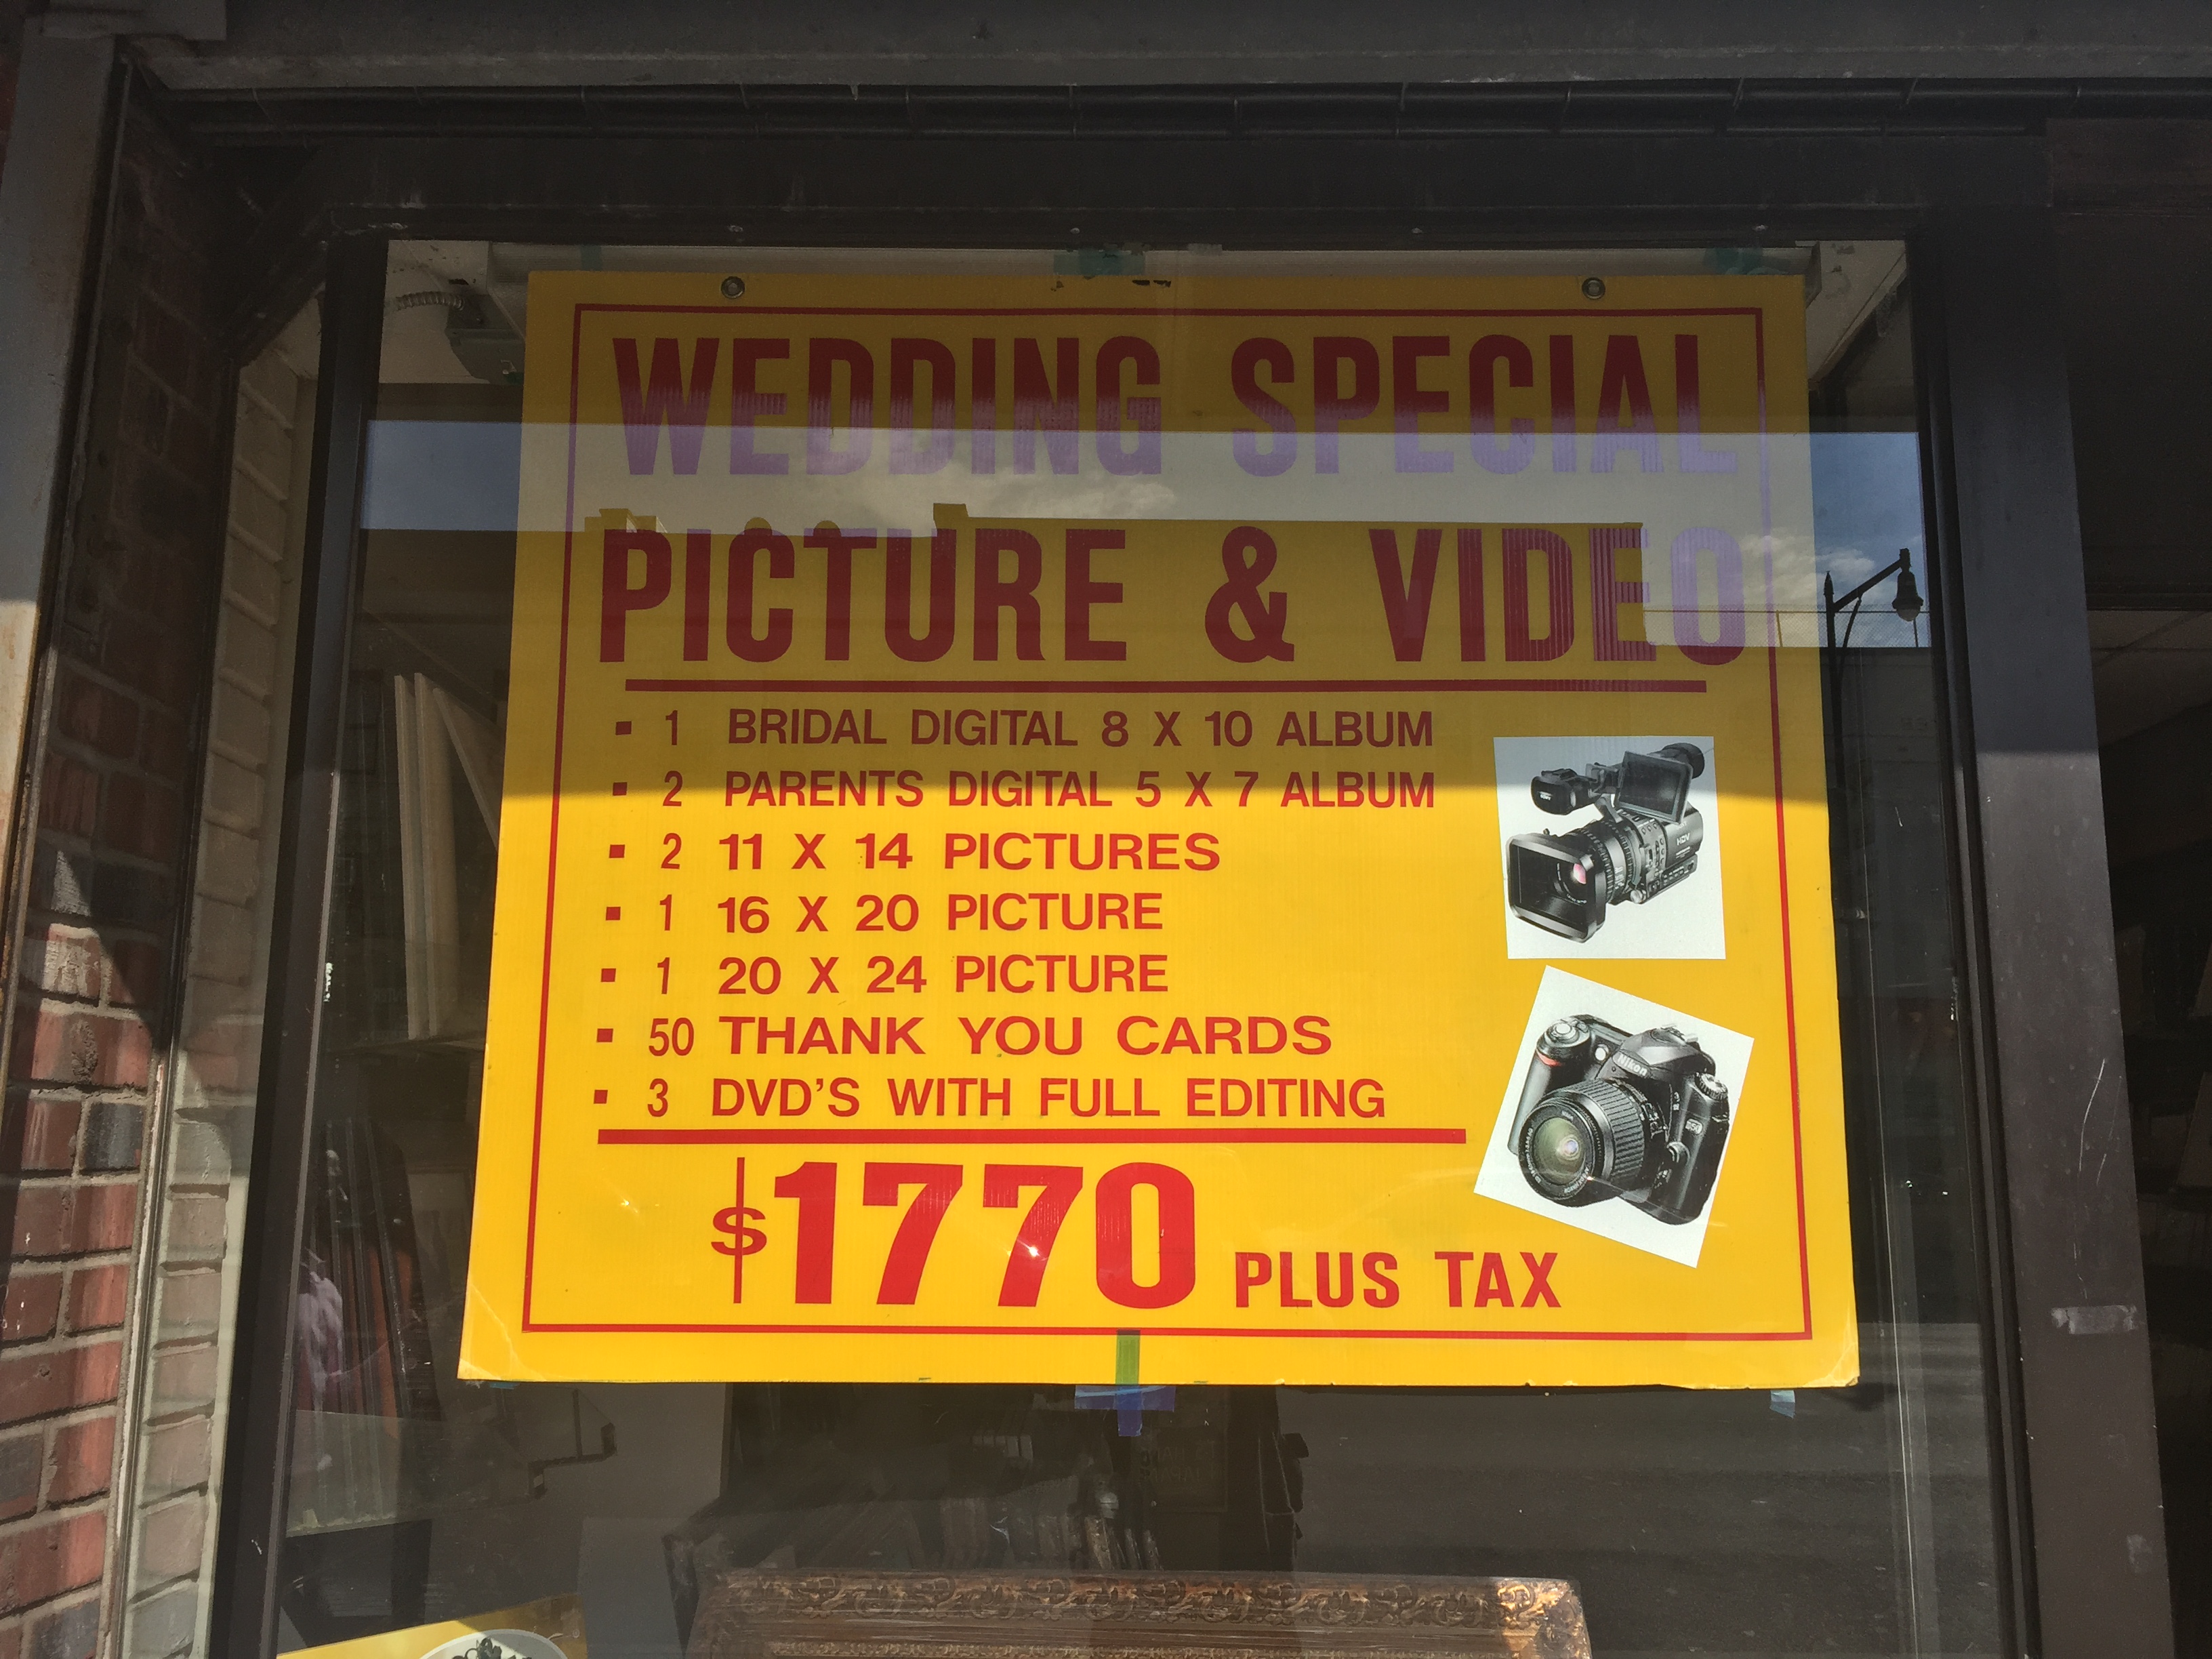 WEDDING SPECIAL
PICTURE & VIDEO
▪ 1 BRIDAL DIGITAL 8 X 10 ALBUM
▪ 2 PARENTS DIGITAL 5 X 7 ALBUM
▪ 2 11 X 14 PICTURES
▪ 1 16 X 20 PICTURE
▪ 1 20 X 24 PICTURE
▪ 50 THANK YOU CARDS
▪ 3 DVD'S WITH FULL EDITING
$1770 PLUS TAX
HDV
Nikon
D50